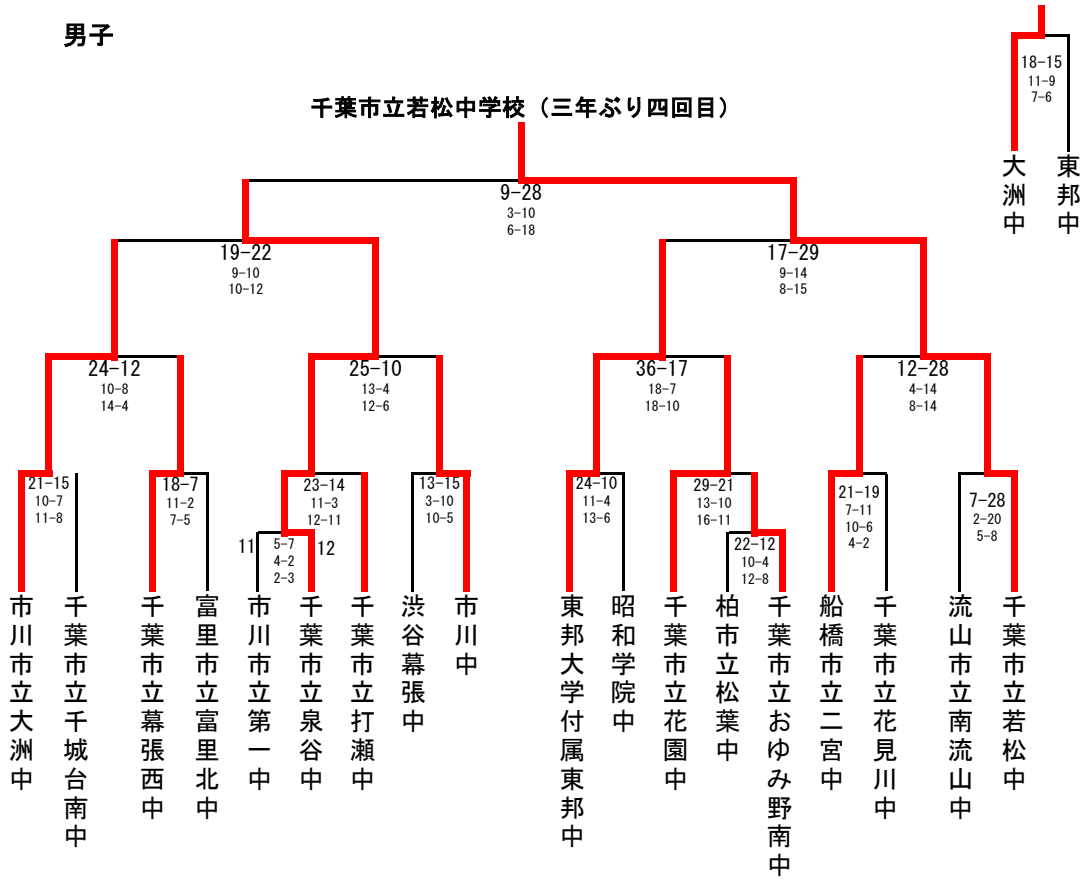 男子
18-15
11-9
7-6
大洲中
東邦中
千葉市立若松中学校（三年ぶり四回目）
9-28
3-10
6-18
19-22
9-10
10-12
17-29
9-14
8-15
24-12
10-8
14-4
25-10
13-4
12-6
36-17
18-7
18-10
12-28
4-14
8-14
21-15
10-7
11-8
18-7
11-2
7-5
23-14
11-3
12-11
13-15
3-10
10-5
24-10
11-4
13-6
29-21
13-10
16-11
21-19
7-11
10-6
4-2
7-28
2-20
5-8
11
5-7
4-2
2-3
12
22-12
10-4
12-8
市川市立大洲中
千葉市立千城台南中
千葉市立幕張西中
富里市立富里北中
市川市立第一中
千葉市立泉谷中
千葉市立打瀬中
渋谷幕張中
市川中
東邦大学付属東邦中
昭和学院中
千葉市立花園中
柏市立松葉中
千葉市立おゆみ野南中
船橋市立二宮中
千葉市立花見川中
流山市立南流山中
千葉市立若松中